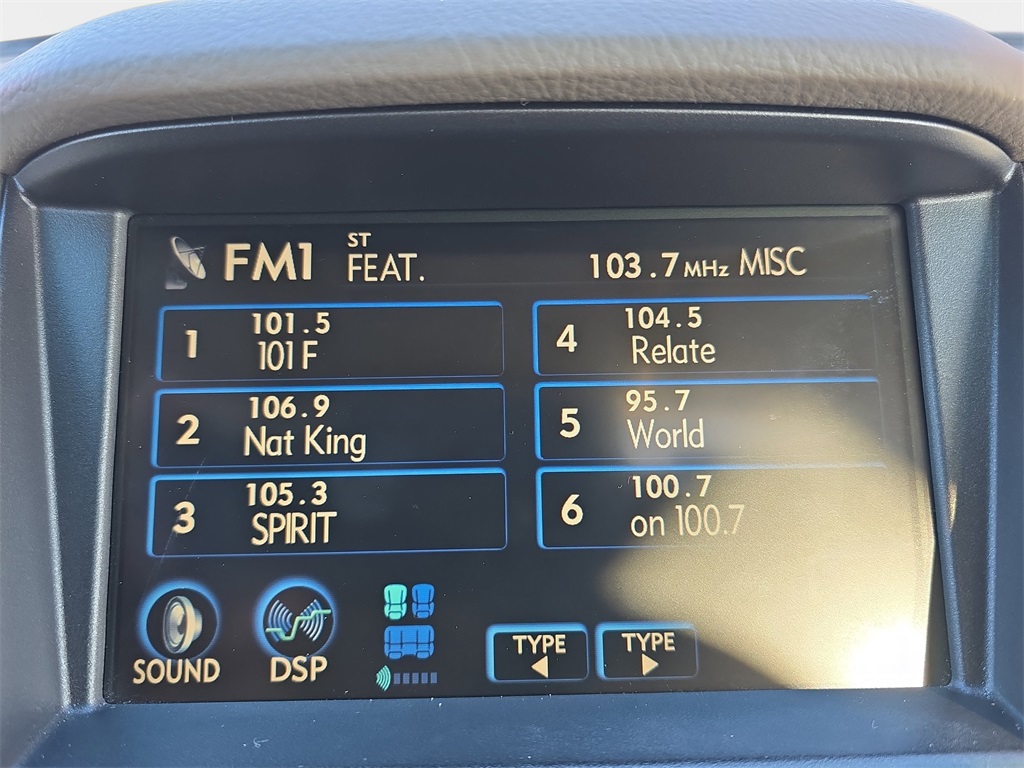 FM1 ST FEAT. 103.7 MHz MISC
1 101.5
101 F
4 104.5
Relate
2 106.9
Nat King
5 95.7
World
3 105.3
SPIRIT
6 100.7
on 100.7
SOUND
DSP
TYPE
TYPE